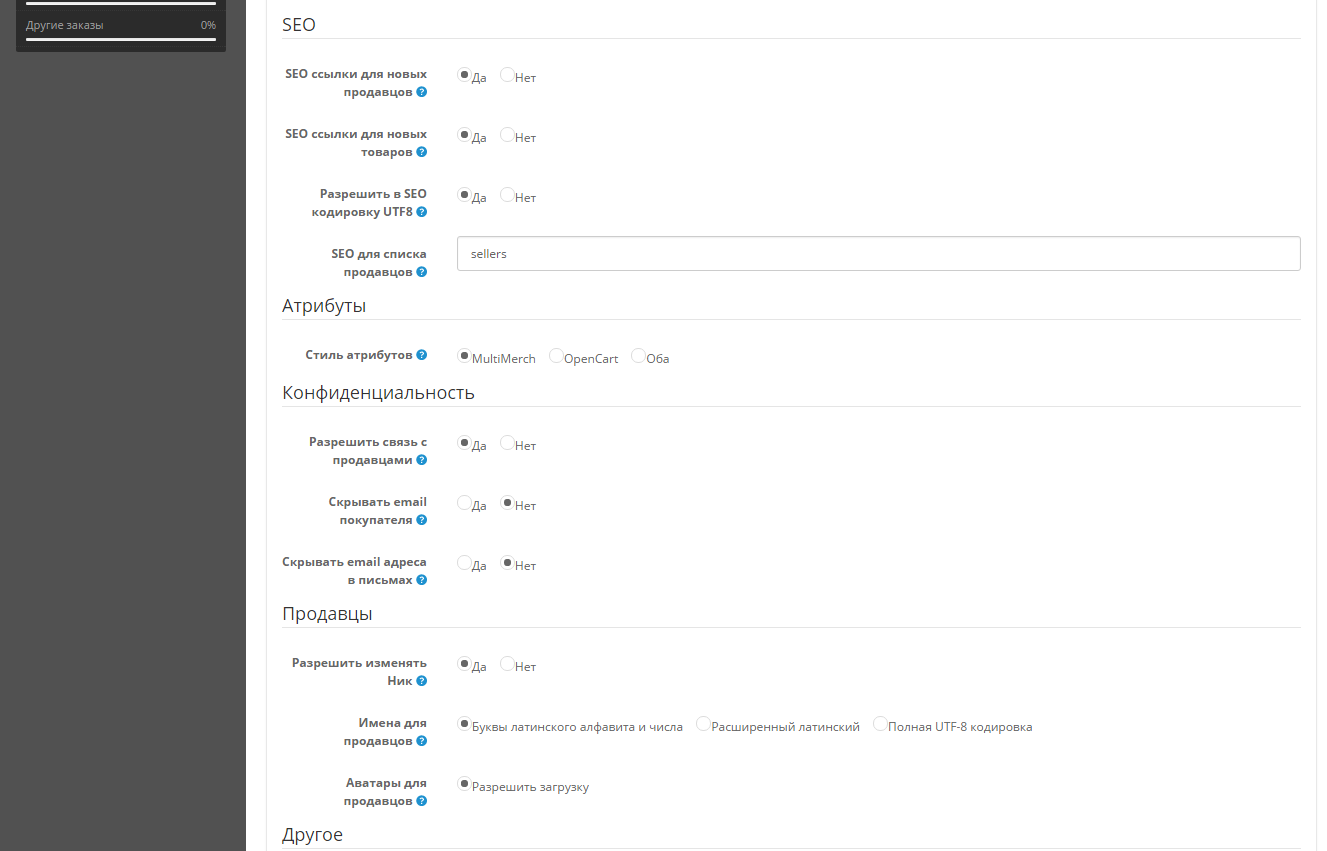 Другие заказы 0%
SEO
SEO ссылки для новых продавцов
Да Нет
SEO ссылки для новых товаров
Да Нет
Разрешить в SEO кодировку UTF8
Да Нет
SEO для списка продавцов
sellers
Атрибуты
Стиль атрибутов
MultiMerch OpenCart Оба
Конфиденциальность
Разрешить связь с продавцами
Да Нет
Скрывать email покупателя
Да Нет
Скрывать email адреса в письмах
Да Нет
Продавцы
Разрешить изменять Ник
Да Нет
Имена для продавцов
Буквы латинского алфавита и числа Расширенный латинский Полная UTF-8 кодировка
Аватары для продавцов
Разрешить загрузку
Другое